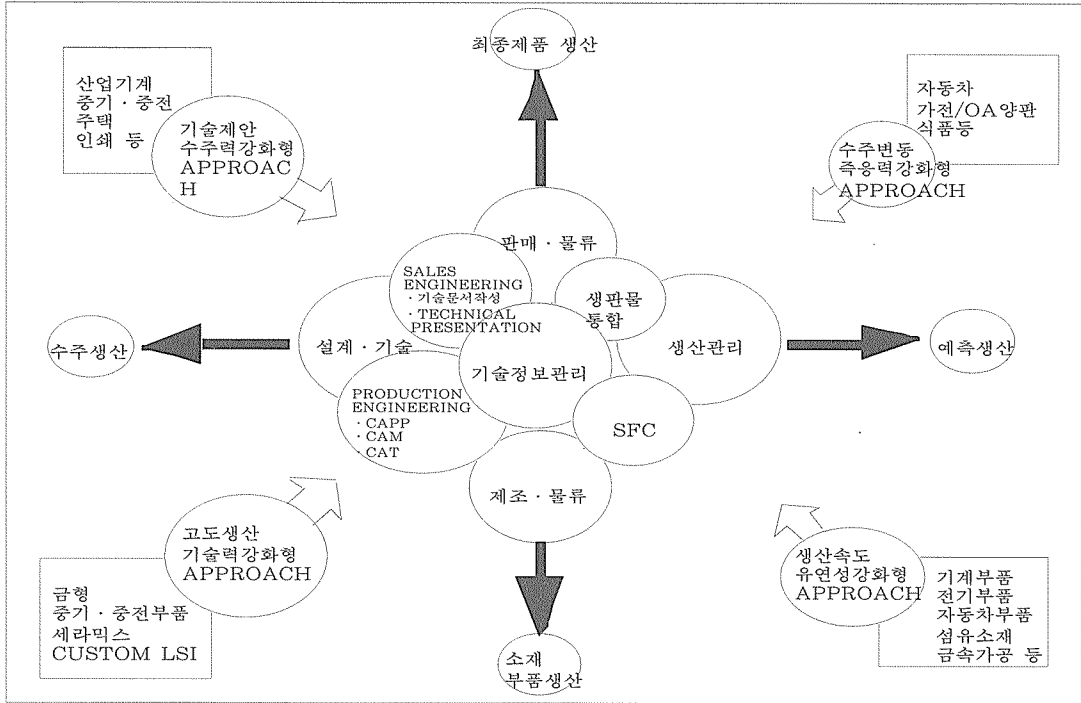 최종제품 생산
산업기계
중기 · 중전
주택
인쇄 등
기술제안
수주력강화형
APPROAC
H
자동차
가전/OA양판
식품등
수주변동
즉응력강화형
APPROACH
판매 · 물류
SALES
ENGINEERING
· 기술문서작성
· TECHNICAL
PRESENTATION
생판물
통합
수주생산
설계 · 기술
기술정보관리
생산관리
예측생산
PRODUCTION
ENGINEERING
· CAPP
· CAM
· CAT
SFC
제조 · 물류
고도생산
기술력강화형
APPROACH
금형
중기 · 중전부품
세라믹스
CUSTOM LSI
생산속도
유연성강화형
APPROACH
기계부품
전기부품
자동차부품
섬유소재
금속가공 등
소재
부품생산